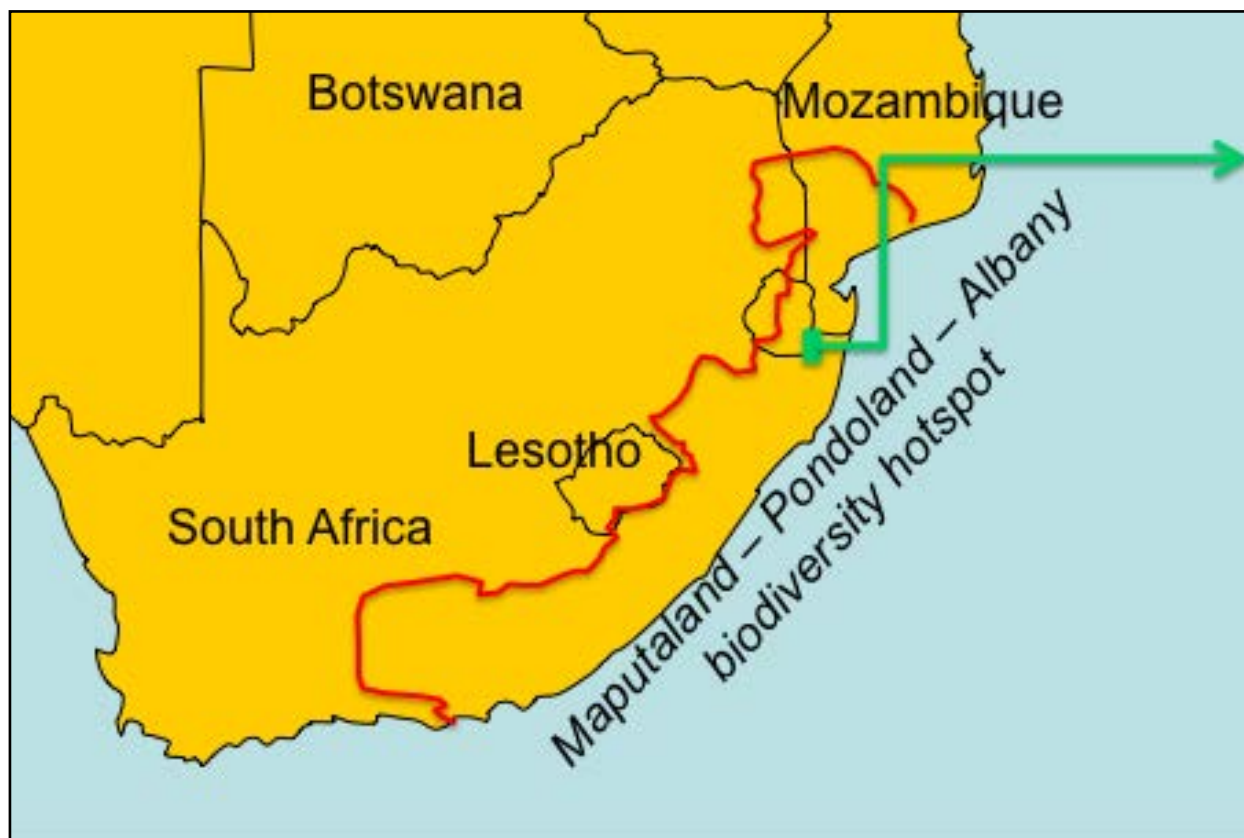 Botswana
Mozambique
Lesotho
South Africa
Maputaland – Pondoland – Albany
biodiversity hotspot